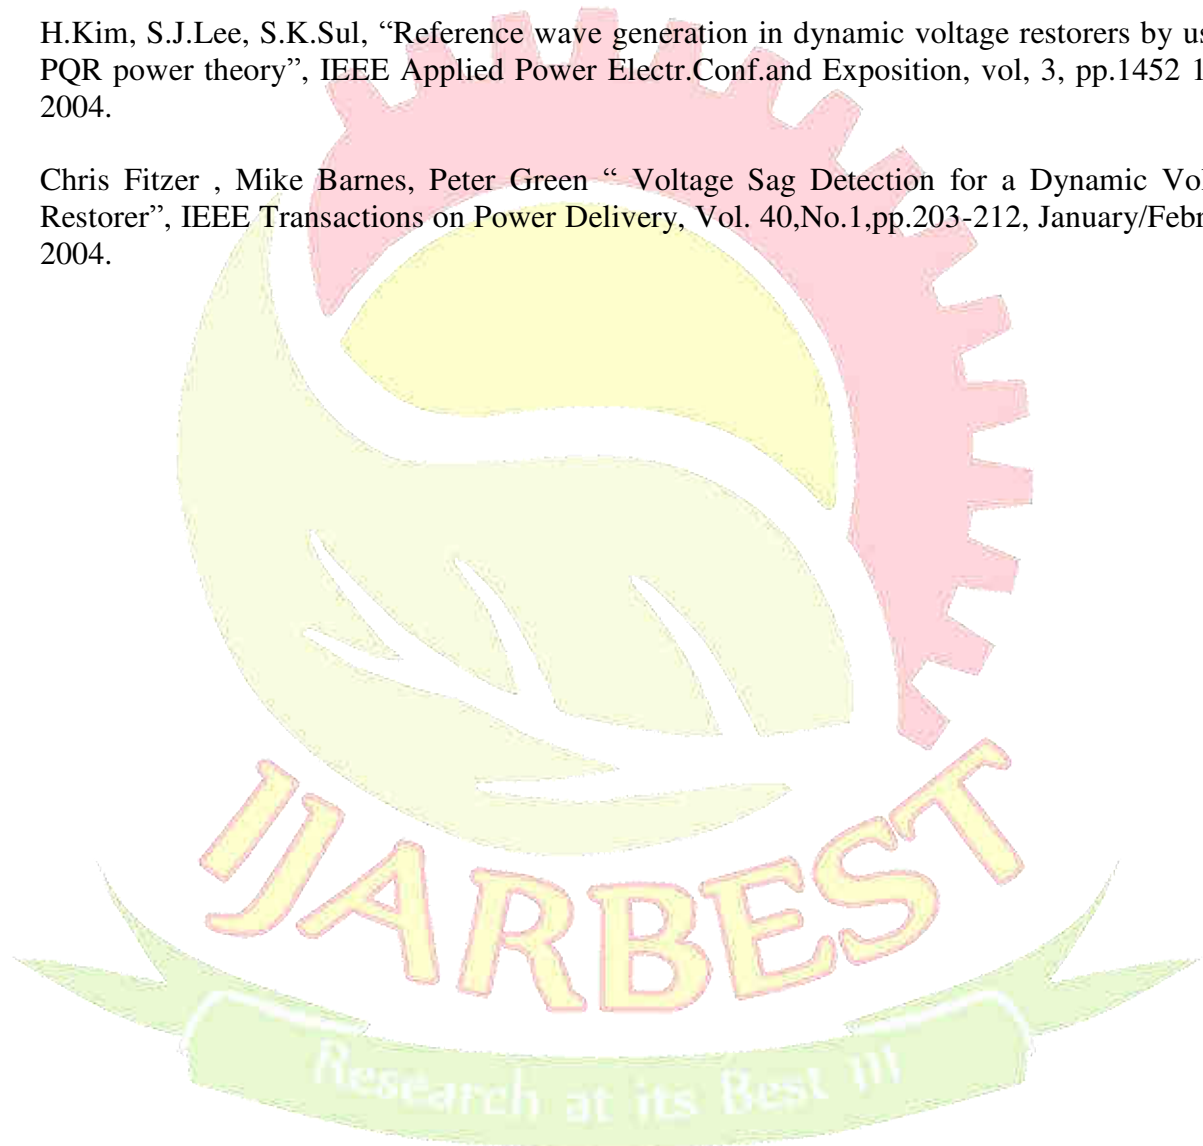 H.Kim, S.J.Lee, S.K.Sul, “Reference wave generation in dynamic voltage restorers by us
PQR power theory”, IEEE Applied Power Electr.Conf.and Exposition, vol, 3, pp.1452 1
2004.
Chris Fitzer , Mike Barnes, Peter Green “ Voltage Sag Detection for a Dynamic Vol
Restorer”, IEEE Transactions on Power Delivery, Vol. 40,No.1,pp.203-212, January/Febr
2004.
IJARBEST
Research at its Best !!!